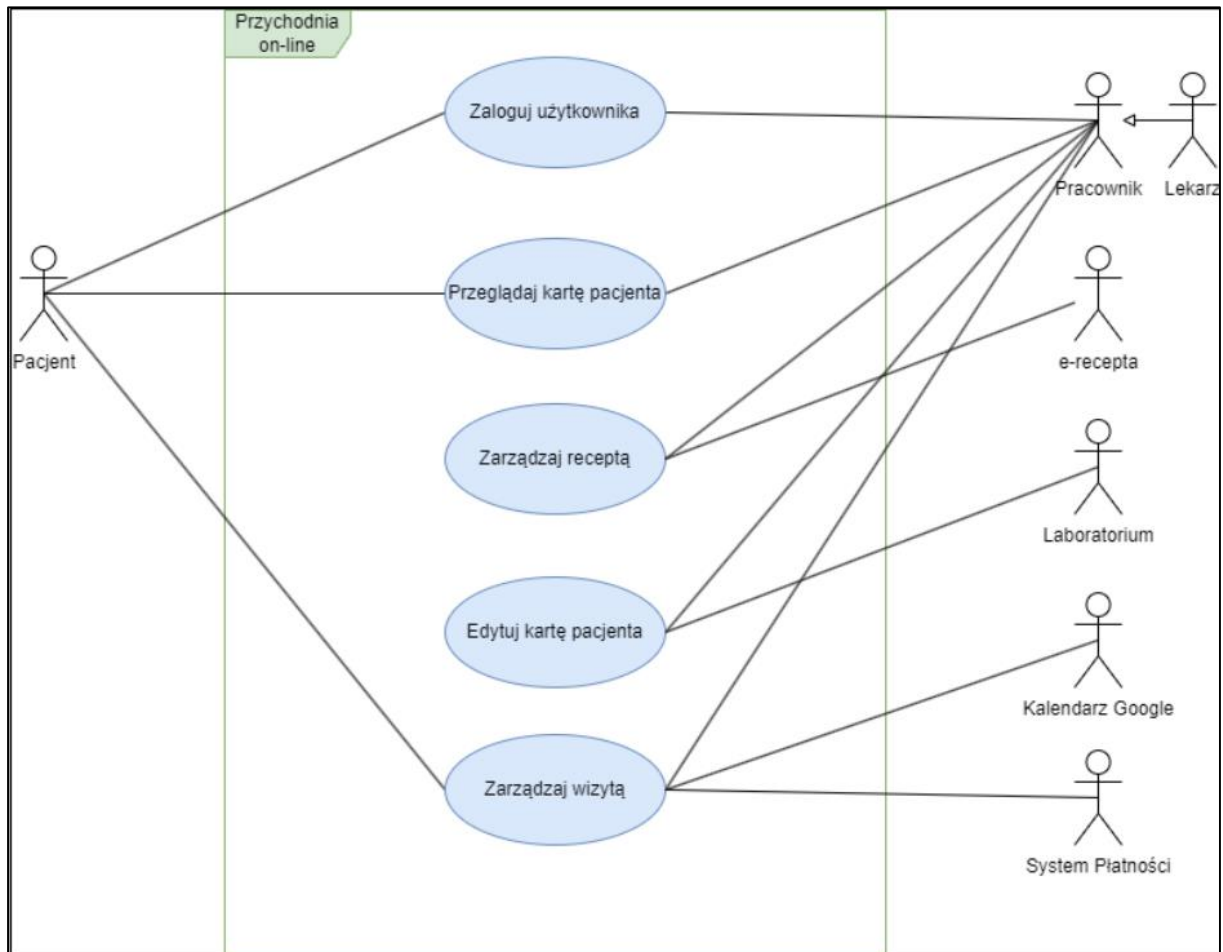 Przychodnia
on-line
Zaloguj użytkownika
Pracownik
Lekarz
Przeglądaj kartę pacjenta
Pacjent
e-recepta
Zarządzaj receptą
Laboratorium
Edytuj kartę pacjenta
Kalendarz Google
Zarządzaj wizytą
System Płatności